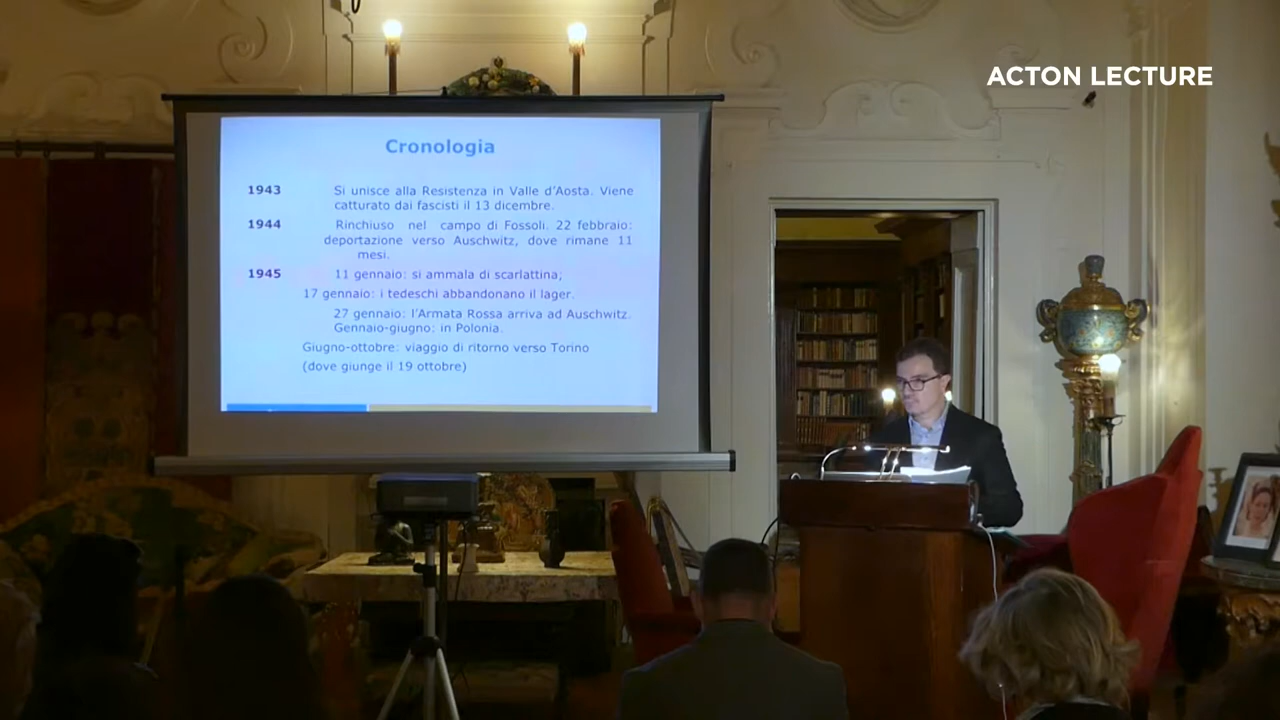 ACTON LECTURE
Cronologia
1943 Si unisce alla Resistenza in Valle d'Aosta. Viene
catturato dai fascisti il 13 dicembre.
1944 Rinchiuso nel campo di Fossoli. 22 febbraio:
deportazione verso Auschwitz, dove rimane 11
mesi.
1945 11 gennaio: si ammala di scarlattina;
17 gennaio: i tedeschi abbandonano il lager.
27 gennaio: l'Armata Rossa arriva ad Auschwitz.
Gennaio-giugno: in Polonia.
Giugno-ottobre: viaggio di ritorno verso Torino
(dove giunge il 19 ottobre)